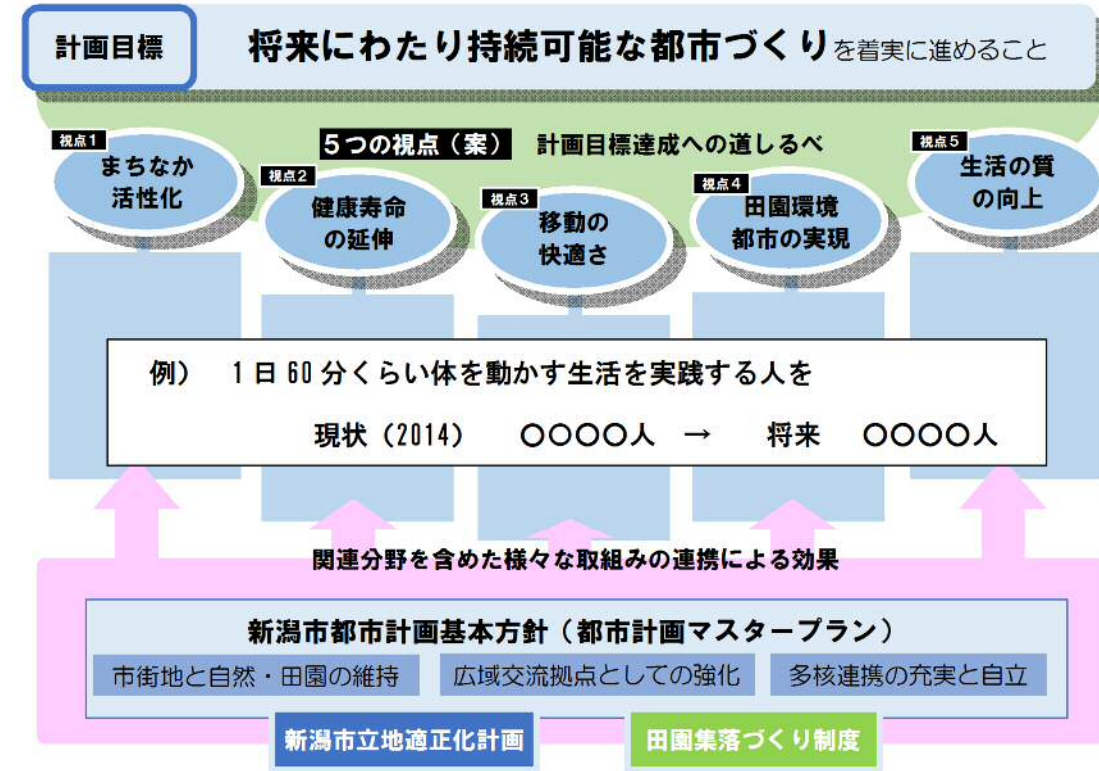 計画目標
将来にわたり持続可能な都市づくりを着実に進めること
5つの視点(案) 計画目標達成への道しるべ
視点1
まちなか
活性化
視点2
健康寿命
の延伸
視点3
移動の
快適さ
視点4
田園環境
都市の実現
視点5
生活の質
の向上
例) 1日60分くらい体を動かす生活を実践する人を
現状(2014) 〇〇〇〇人 → 将来 〇〇〇〇人
関連分野を含めた様々な取組みの連携による効果
新潟市都市計画基本方針(都市計画マスタープラン)
市街地と自然・田園の維持 広域交流拠点としての強化 多核連携の充実と自立
新潟市立地適正化計画 田園集落づくり制度